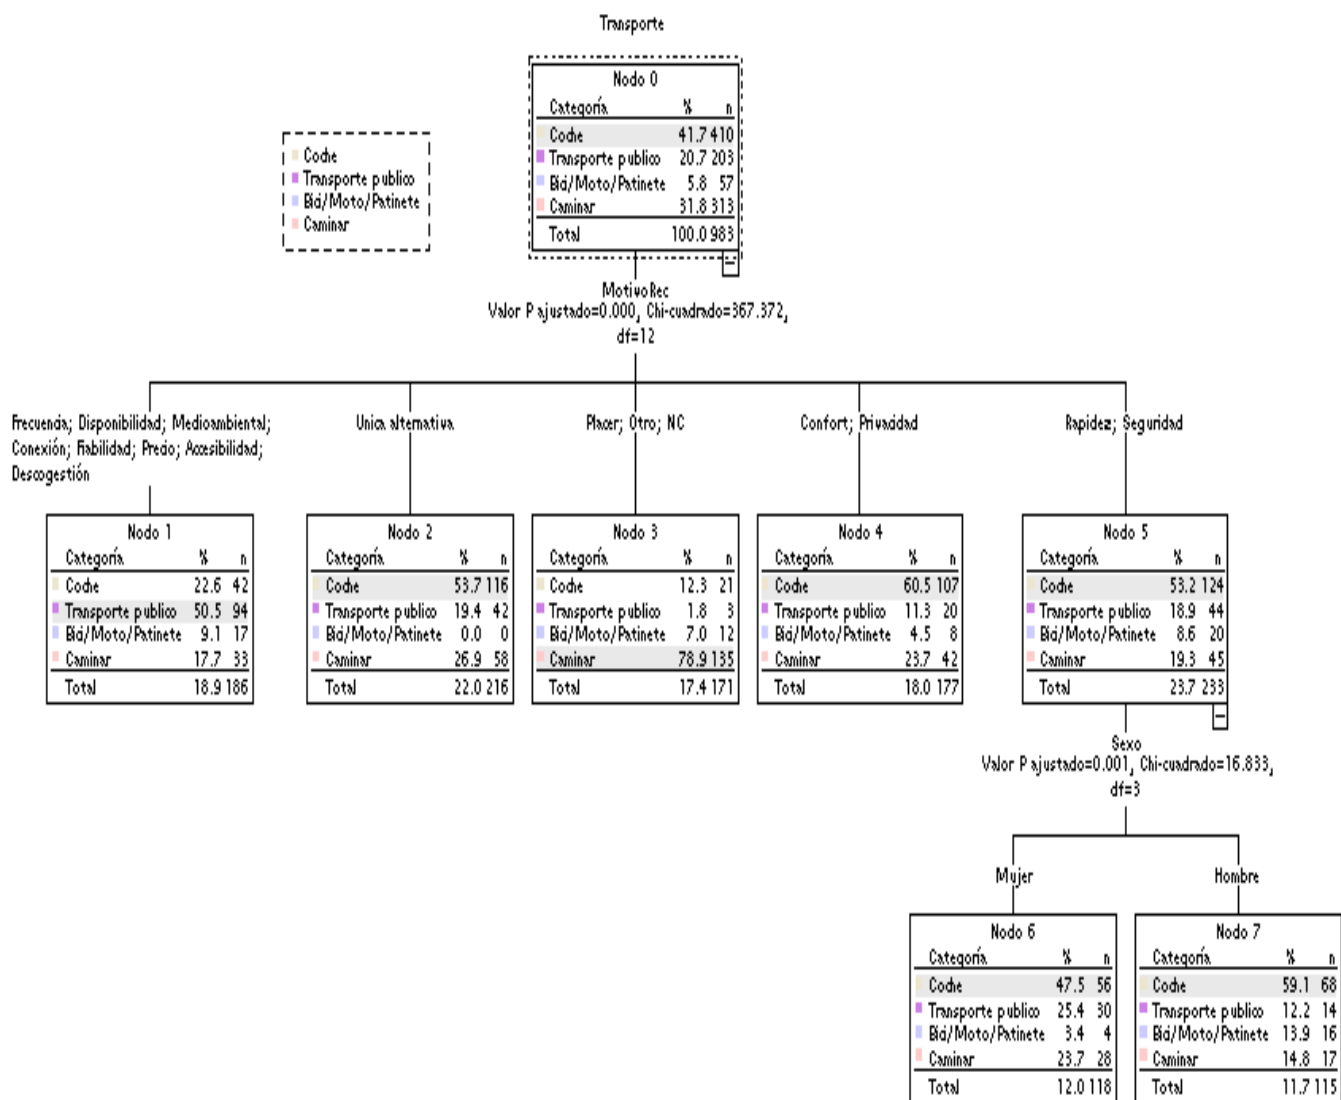 Transporte
Nodo 0
Categoría % n
Coche 41.7 410
Transporte publico 20.7 203
Bici/Moto/Patinete 5.8 57
Caminar 31.8 313
Total 100.0 983
Coche
Transporte publico
Bici/Moto/Patinete
Caminar
MotivoRec
Valor P ajustado=0.000, Chi-cuadrado=367.372,
df=12
Frecuencia; Disponibilidad; Medioambiental;
Conexión; Fiabilidad; Precio; Accesibilidad;
Descogestión
Unica alternativa
Placer; Otro; NC
Confort; Privacidad
Rapidez; Seguridad
Nodo 1
Categoría % n
Coche 22.6 42
Transporte publico 50.5 94
Bici/Moto/Patinete 9.1 17
Caminar 17.7 33
Total 18.9 186
Nodo 2
Categoría % n
Coche 53.7 116
Transporte publico 19.4 42
Bici/Moto/Patinete 0.0 0
Caminar 26.9 58
Total 22.0 216
Nodo 3
Categoría % n
Coche 12.3 21
Transporte publico 1.8 3
Bici/Moto/Patinete 7.0 12
Caminar 78.9 135
Total 17.4 171
Nodo 4
Categoría % n
Coche 60.5 107
Transporte publico 11.3 20
Bici/Moto/Patinete 4.5 8
Caminar 23.7 42
Total 18.0 177
Nodo 5
Categoría % n
Coche 53.2 124
Transporte publico 18.9 44
Bici/Moto/Patinete 8.6 20
Caminar 19.3 45
Total 23.7 233
Sexo
Valor P ajustado=0.001, Chi-cuadrado=16.833,
df=3
Mujer
Hombre
Nodo 6
Categoría % n
Coche 47.5 56
Transporte publico 25.4 30
Bici/Moto/Patinete 3.4 4
Caminar 23.7 28
Total 12.0 118
Nodo 7
Categoría % n
Coche 59.1 68
Transporte publico 12.2 14
Bici/Moto/Patinete 13.9 16
Caminar 14.8 17
Total 11.7 115